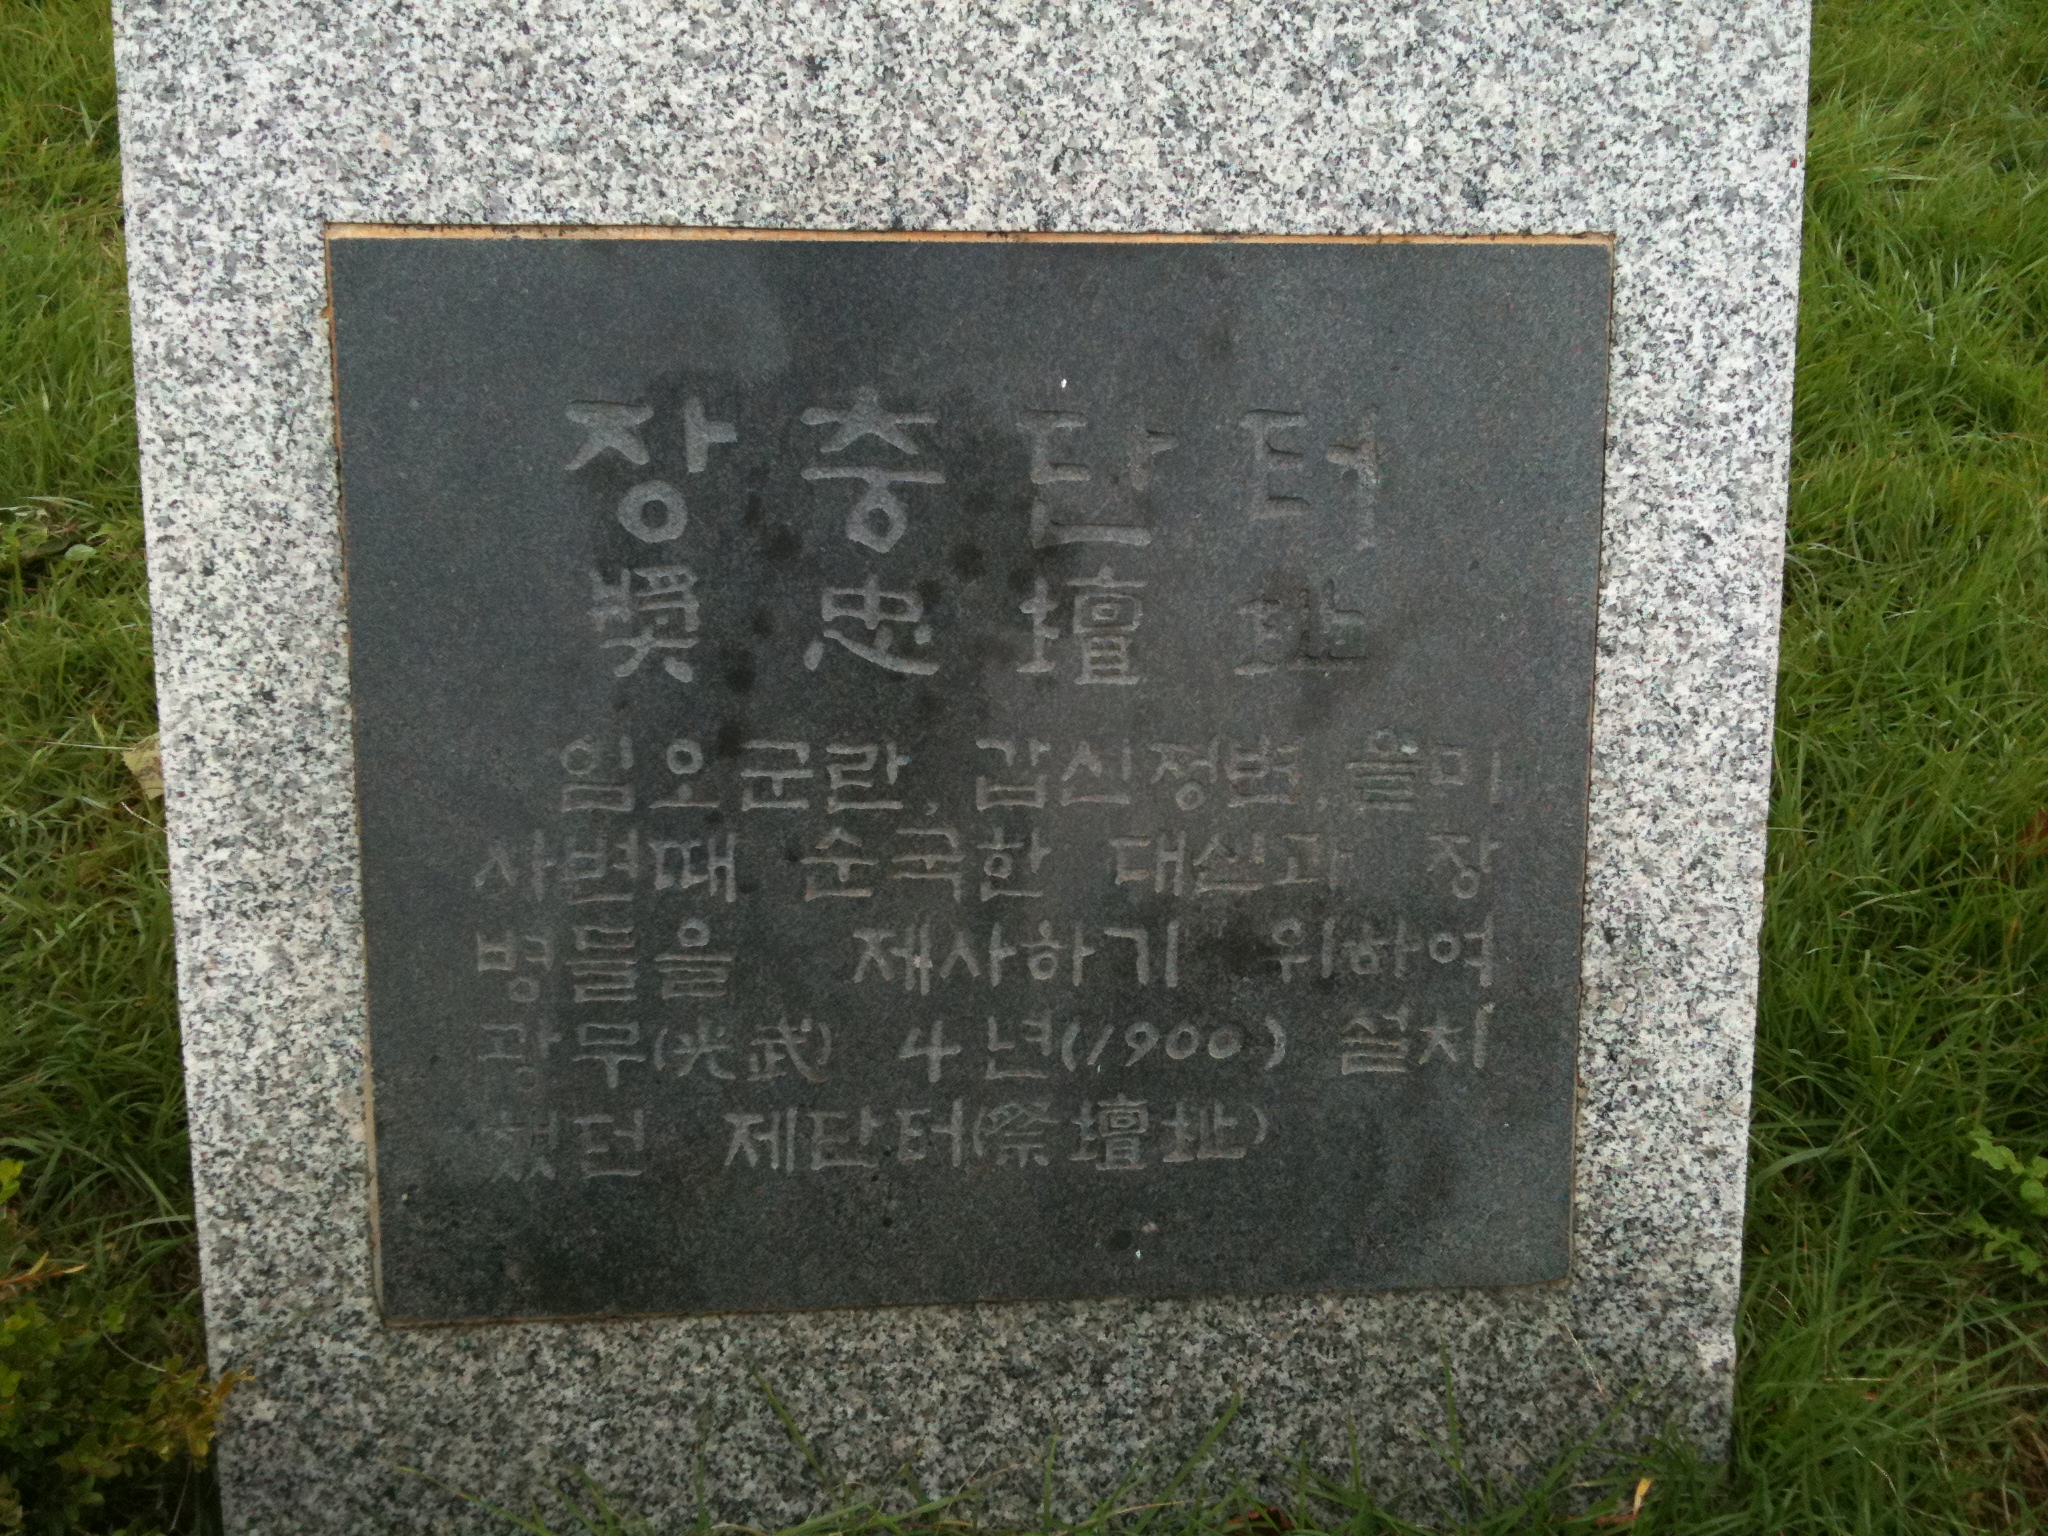 장충단터
奬忠壇址
임오군란, 갑신정변, 을미
사변때 순국한 대신과 장
병들을 제사하기 위하여
광무(光武) 4년(1900) 설치
했던 제단터(祭壇址)